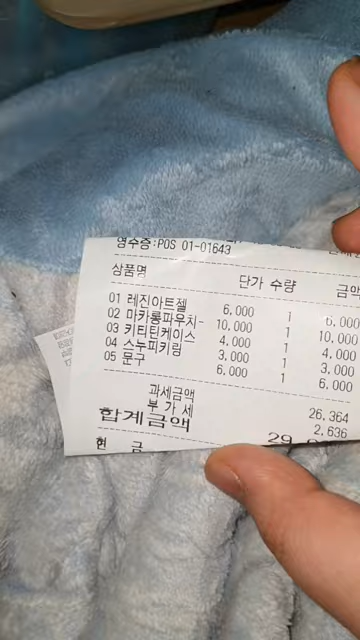 영수증:POS 01-01643
상품명 단가 수량 금액
01 레진아트젤 6,000 1 6,000
02 마카롱파우치- 10,000 1 10,000
03 키티틴케이스 4,000 1 4,000
04 스누피키링 3,000 1 3,000
05 문구 6,000 1 6,000
과세금액 26,364
부가세 2,636
합계금액 29
현 금